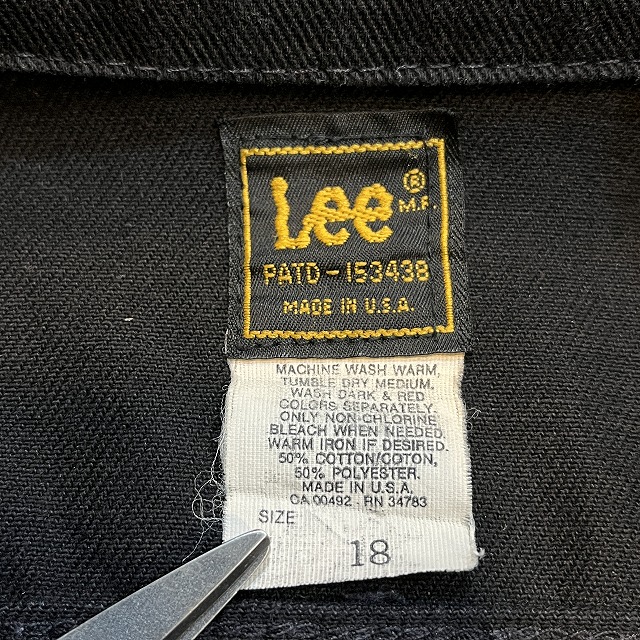 Lee®
M.R.
PATD-153438
MADE IN U.S.A.
MACHINE WASH WARM,
TUMBLE DRY MEDIUM,
WASH DARK & RED
COLORS SEPARATELY.
ONLY NON-CHLORINE
BLEACH WHEN NEEDED.
WARM IRON IF DESIRED.
50% COTTON/COTON,
50% POLYESTER.
MADE IN U.S.A.
CA 00492 - RN 34783
SIZE
18